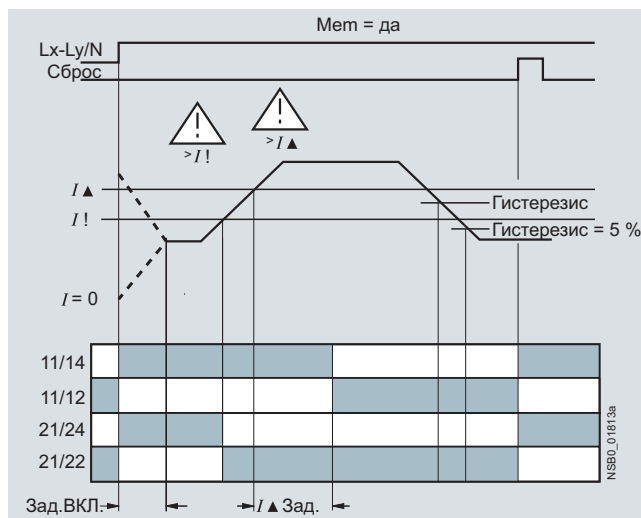 Mem = да
Lx-Ly/N
Сброс
>I !
>I▲
I▲
I !
Гистерезис
Гистерезис = 5 %
I = 0
11/14
11/12
21/24
21/22
Зад.ВКЛ.
I▲Зад.
NSB0_01813a